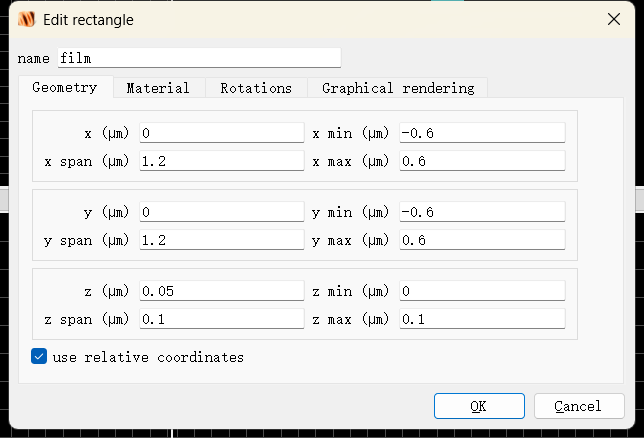 Edit rectangle
name film
Geometry Material Rotations Graphical rendering
x (μm) 0 x min (μm) -0.6
x span (μm) 1.2 x max (μm) 0.6
y (μm) 0 y min (μm) -0.6
y span (μm) 1.2 y max (μm) 0.6
z (μm) 0.05 z min (μm) 0
z span (μm) 0.1 z max (μm) 0.1
use relative coordinates
OK Cancel